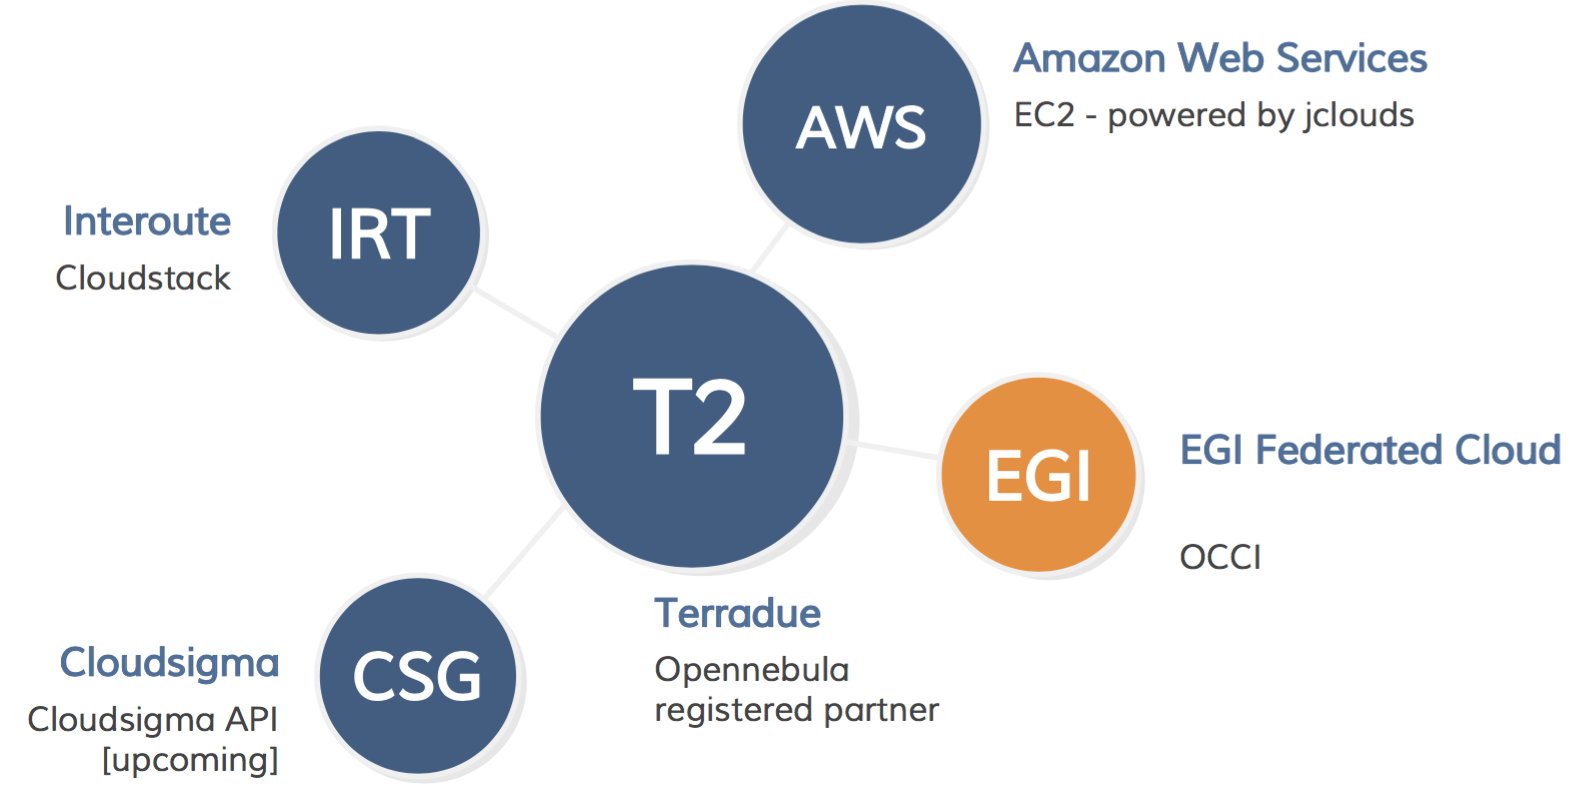 AWS
Amazon Web Services
EC2 - powered by jclouds
IRT
Interoute
Cloudstack
T2
Terradue
Opennebula
registered partner
EGI
EGI Federated Cloud
OCCI
CSG
Cloudsigma
Cloudsigma API
[upcoming]